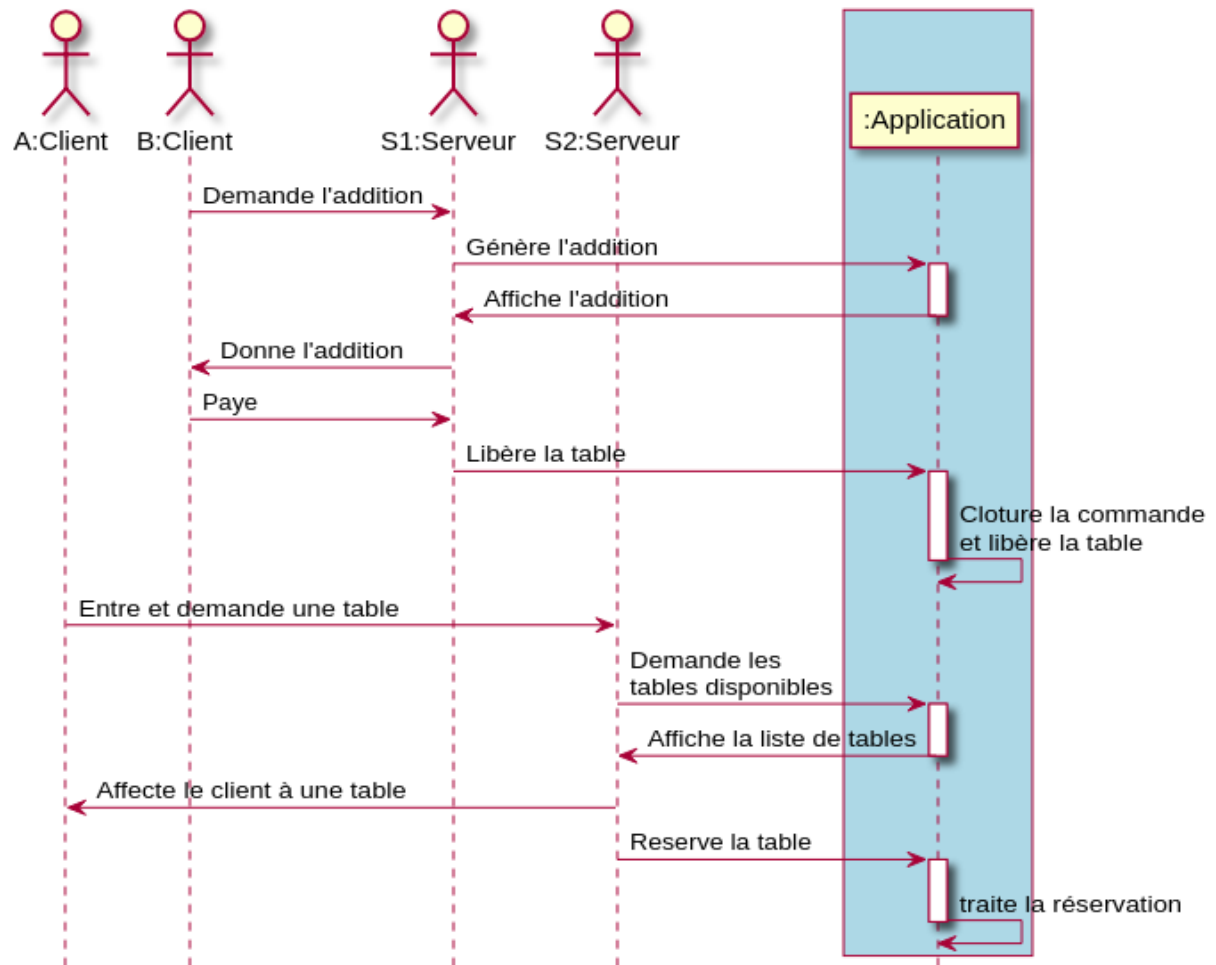 A:Client
B:Client
S1:Serveur
S2:Serveur
:Application
Demande l'addition
Génère l'addition
Affiche l'addition
Donne l'addition
Paye
Libère la table
Cloture la commande
et libère la table
Entre et demande une table
Demande les
tables disponibles
Affiche la liste de tables
Affecte le client à une table
Reserve la table
traite la réservation